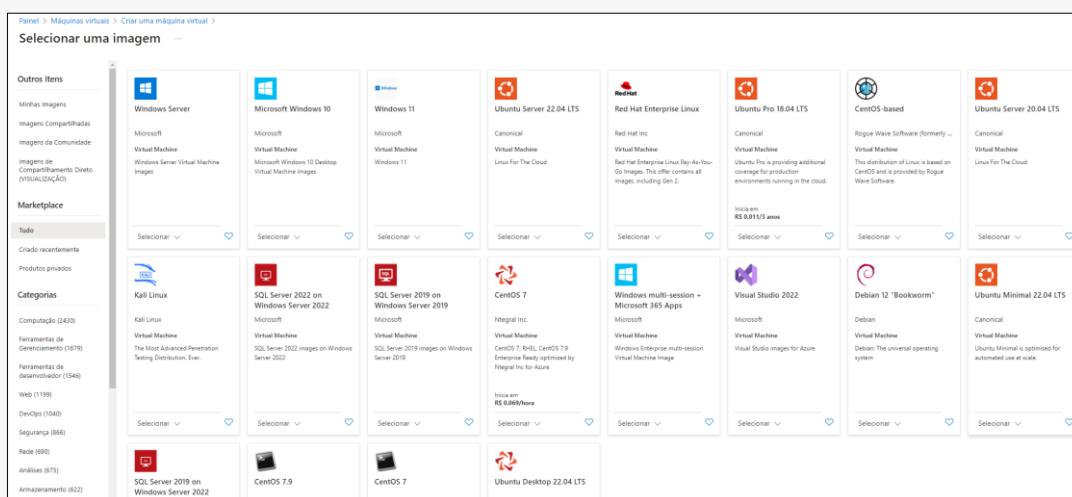 Painel > Máquinas virtuais > Criar uma máquina virtual >
Selecionar uma imagem ...
Outros Itens
Minhas Imagens
Imagens Compartilhadas
Imagens da Comunidade
Imagens de
Compartilhamento Direto
(VISUALIZAÇÃO)
Marketplace
Tudo
Criado recentemente
Produtos privados
Categorias
Computação (2430)
Ferramentas de
Gerenciamento (1679)
Ferramentas de
desenvolvedor (1546)
Web (1199)
DevOps (1040)
Segurança (866)
Rede (690)
Análises (675)
Armazenamento (622)
Windows Server
Microsoft
Virtual Machine
Windows Server Virtual Machine
Images
Selecionar
Microsoft Windows 10
Microsoft
Virtual Machine
Microsoft Windows 10 Desktop
Virtual Machine Images
Selecionar
Windows 11
Microsoft
Virtual Machine
Windows 11
Selecionar
Ubuntu Server 22.04 LTS
Canonical
Virtual Machine
Linux For The Cloud
Selecionar
Red Hat
Red Hat Enterprise Linux
Red Hat Inc
Virtual Machine
Red Hat Enterprise Linux Pay-As-You-
Go Images. This offer contains all
images, including Gen 2.
Selecionar
Ubuntu Pro 18.04 LTS
Canonical
Virtual Machine
Ubuntu Pro is providing additional
coverage for production
environments running in the cloud.
Inicia em
R$ 0,011/3 anos
Selecionar
CentOS-based
Rogue Wave Software (formerly ...
Virtual Machine
This distribution of Linux is based on
CentOS and is provided by Rogue
Wave Software.
Selecionar
Ubuntu Server 20.04 LTS
Canonical
Virtual Machine
Linux For The Cloud
Selecionar
Kali Linux
Kali Linux
Virtual Machine
The Most Advanced Penetration
Testing Distribution. Ever.
Selecionar
SQL Server 2022 on
Windows Server 2022
Microsoft
Virtual Machine
SQL Server 2022 images on Windows
Server 2022
Selecionar
SQL Server 2019 on
Windows Server 2019
Microsoft
Virtual Machine
SQL Server 2019 images on Windows
Server 2019
Selecionar
CentOS 7
Ntegral Inc.
Virtual Machine
CentOS 7, RHEL, CentOS 7.9
Enterprise Ready optimised by
Ntegral Inc for Azure
Inicia em
R$ 0,069/hora
Selecionar
Windows multi-session +
Microsoft 365 Apps
Microsoft
Virtual Machine
Windows Enterprise multi-session
Virtual Machine Image
Selecionar
Visual Studio 2022
Microsoft
Virtual Machine
Visual Studio images for Azure
Selecionar
Debian 12 "Bookworm"
Debian
Virtual Machine
Debian: The universal operating
system
Selecionar
Ubuntu Minimal 22.04 LTS
Canonical
Virtual Machine
Ubuntu Minimal is optimised for
automated use at scale.
Selecionar
SQL Server 2019 on
Windows Server 2022
CentOS 7.9
CentOS 7
Ubuntu Desktop 22.04 LTS